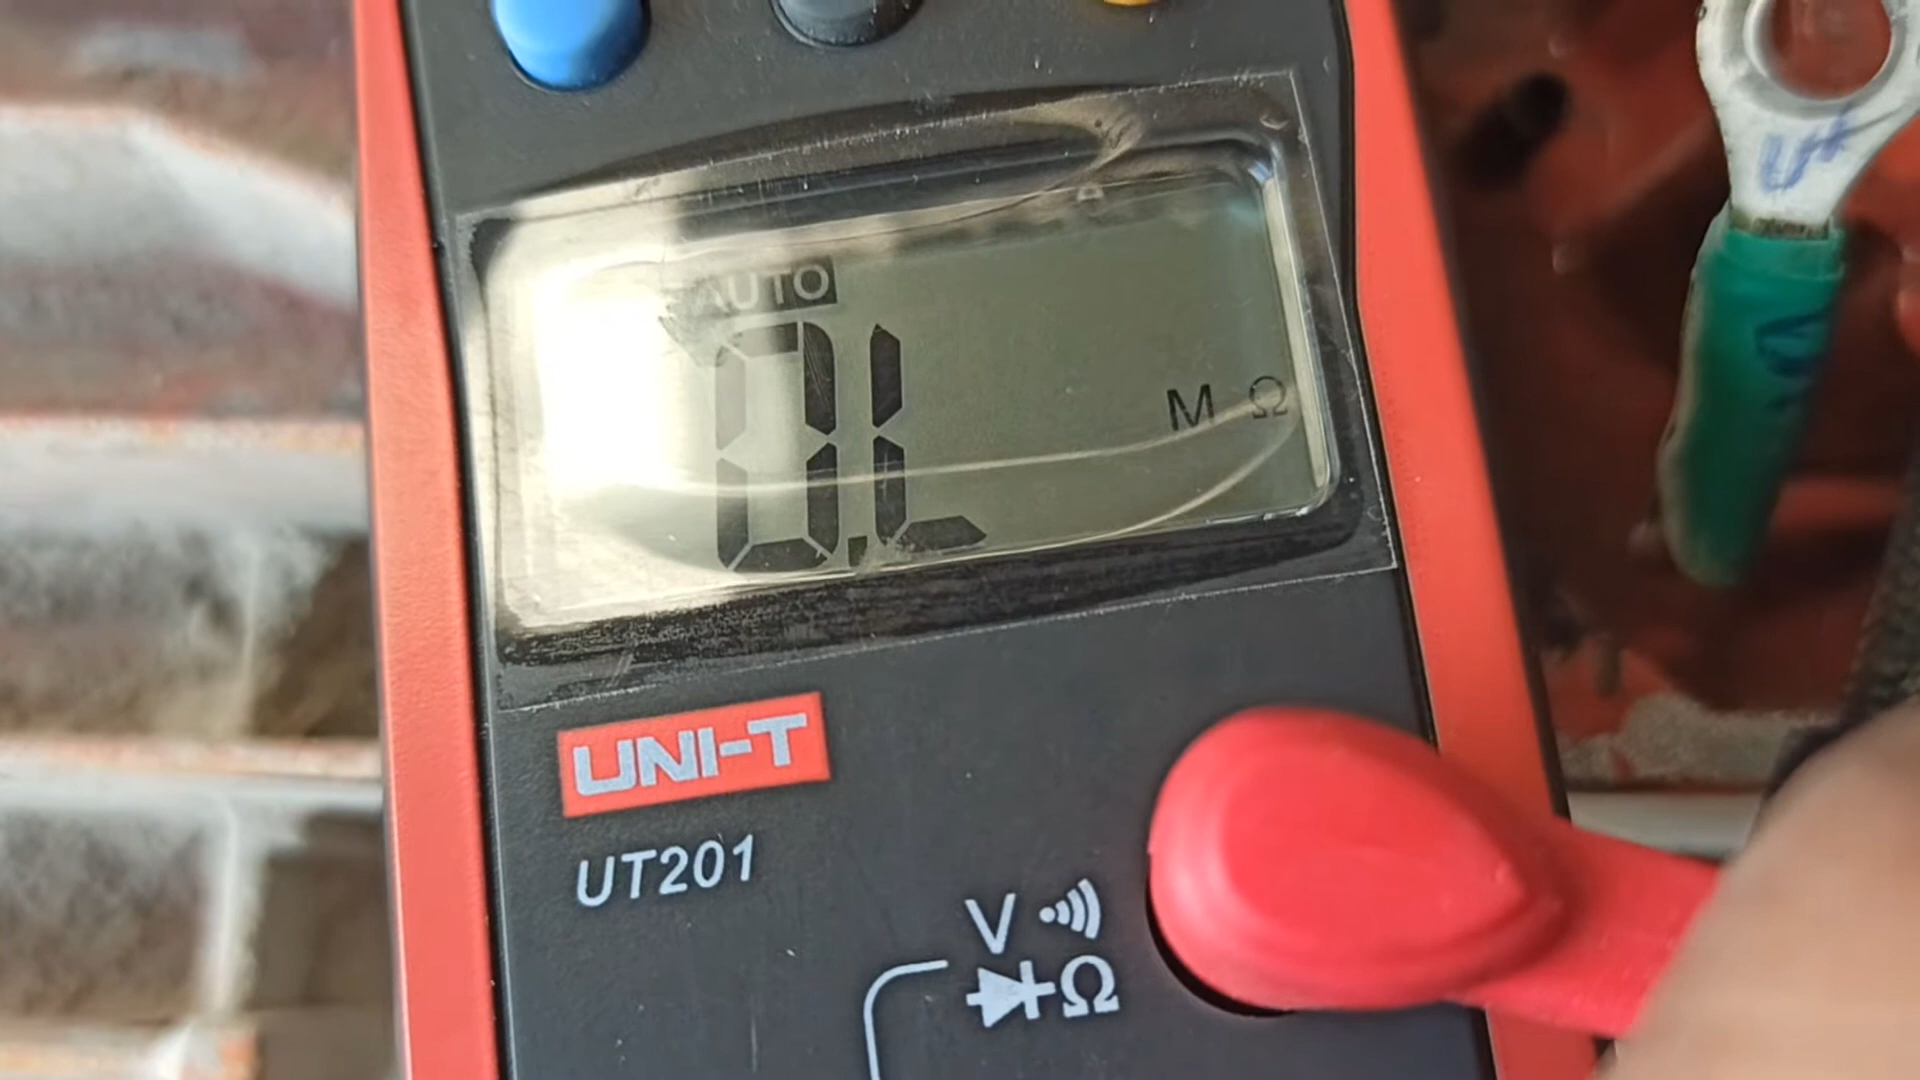 AUTO
0.L
M Ω
UNI-T
UT201
V
Ω